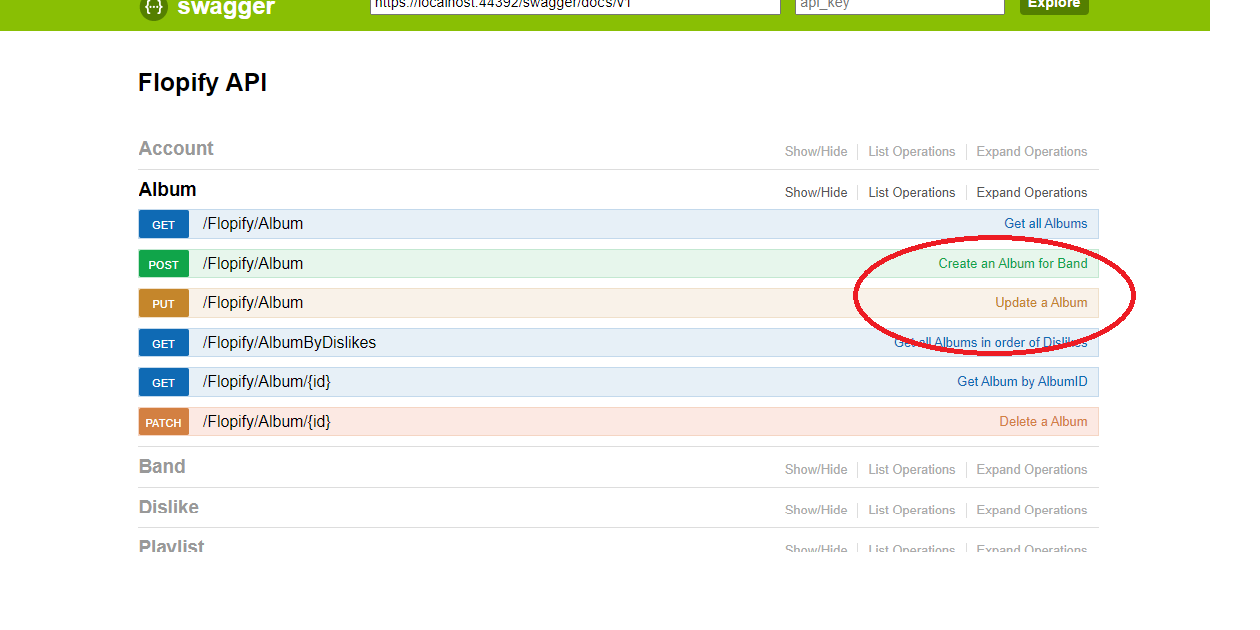 swagger https://localhost:44392/swagger/docs/v1 api_key Explore
Flopify API
Account Show/Hide List Operations Expand Operations
Album Show/Hide List Operations Expand Operations
GET /Flopify/Album Get all Albums
POST /Flopify/Album Create an Album for Band
PUT /Flopify/Album Update a Album
GET /Flopify/AlbumByDislikes Get all Albums in order of Dislikes
GET /Flopify/Album/{id} Get Album by AlbumID
PATCH /Flopify/Album/{id} Delete a Album
Band Show/Hide List Operations Expand Operations
Dislike Show/Hide List Operations Expand Operations
Playlist Show/Hide List Operations Expand Operations